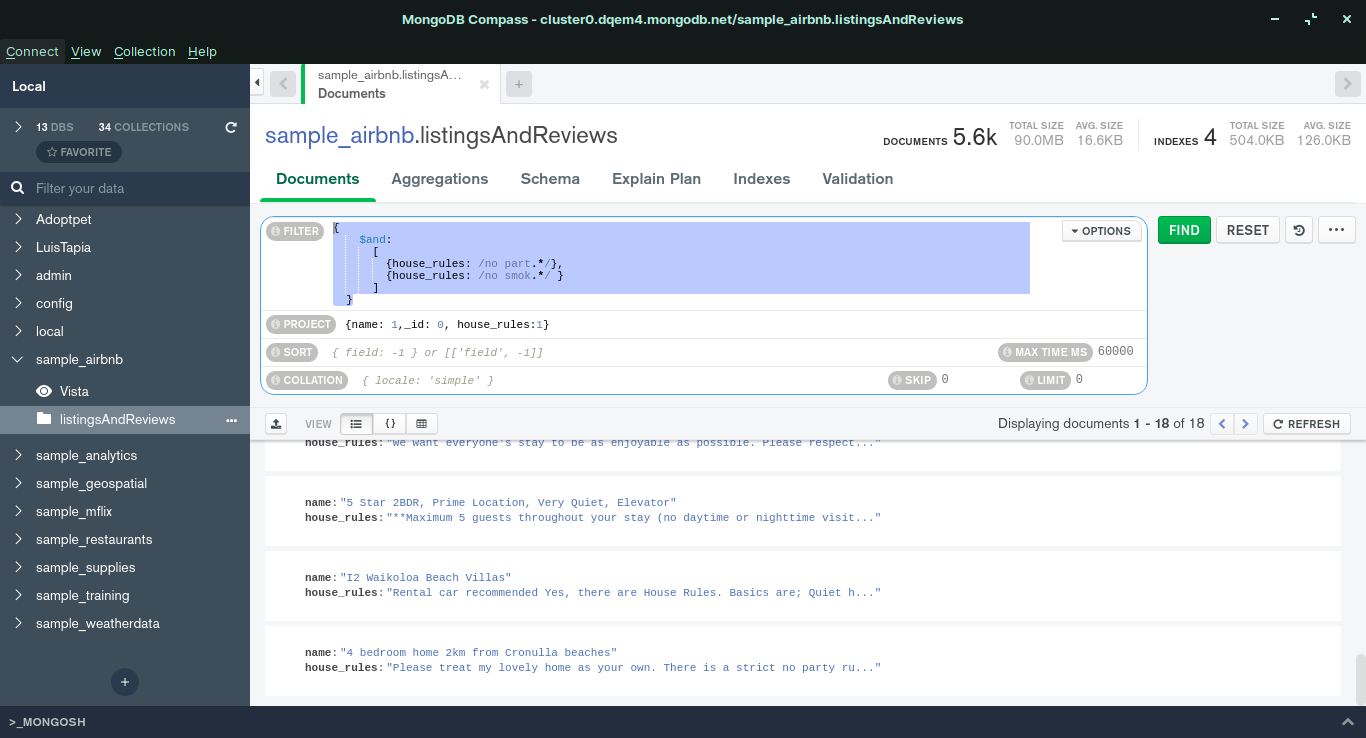 MongoDB Compass - cluster0.dqem4.mongodb.net/sample_airbnb.listingsAndReviews
Connect View Collection Help
Local
13 DBS 34 COLLECTIONS
FAVORITE
Filter your data
Adoptpet
LuisTapia
admin
config
local
sample_airbnb
Vista
listingsAndReviews
sample_analytics
sample_geospatial
sample_mflix
sample_restaurants
sample_supplies
sample_training
sample_weatherdata
+
>_MONGOSH
sample_airbnb.listingsA...
Documents
+
sample_airbnb.listingsAndReviews
DOCUMENTS 5.6k TOTAL SIZE 90.0MB AVG. SIZE 16.6KB
INDEXES 4 TOTAL SIZE 504.0KB AVG. SIZE 126.0KB
Documents Aggregations Schema Explain Plan Indexes Validation
FILTER
{
$and:
[
{house_rules: /no part.*/},
{house_rules: /no smok.*/ }
]
}
OPTIONS
FIND RESET
PROJECT {name: 1,_id: 0, house_rules:1}
SORT { field: -1 } or [['field', -1]] MAX TIME MS 60000
COLLATION { locale: 'simple' } SKIP 0 LIMIT 0
VIEW {} Displaying documents 1 - 18 of 18 REFRESH
house_rules: "We want everyone's stay to be as enjoyable as possible. Please respect..."
name: "5 Star 2BDR, Prime Location, Very Quiet, Elevator"
house_rules: "**Maximum 5 guests throughout your stay (no daytime or nighttime visit..."
name: "I2 Waikoloa Beach Villas"
house_rules: "Rental car recommended Yes, there are House Rules. Basics are; Quiet h..."
name: "4 bedroom home 2km from Cronulla beaches"
house_rules: "Please treat my lovely home as your own. There is a strict no party ru..."